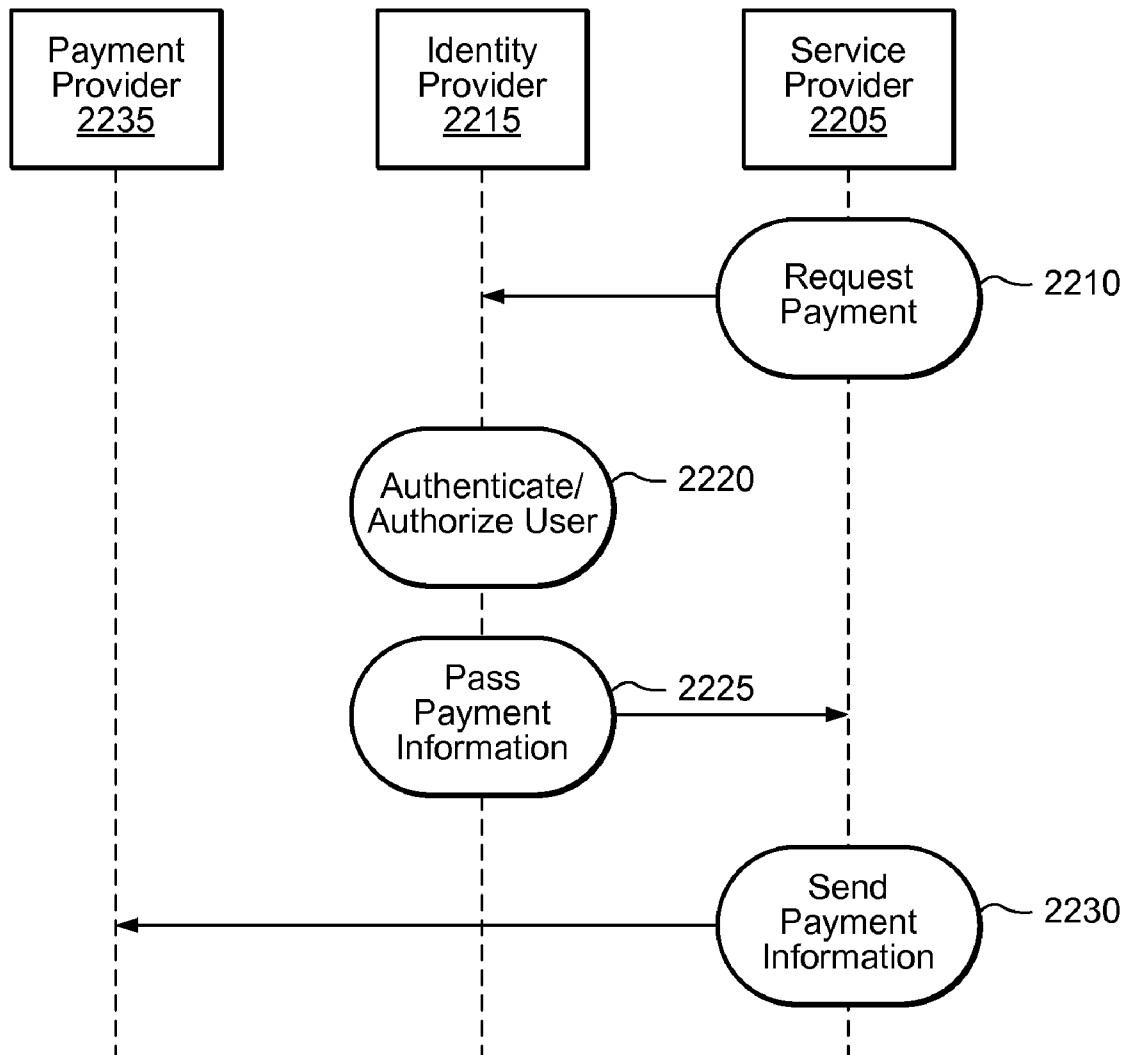 Payment
Provider
2235
Identity
Provider
2215
Service
Provider
2205
Request
Payment
2210
Authenticate/
Authorize User
2220
Pass
Payment
Information
2225
Send
Payment
Information
2230